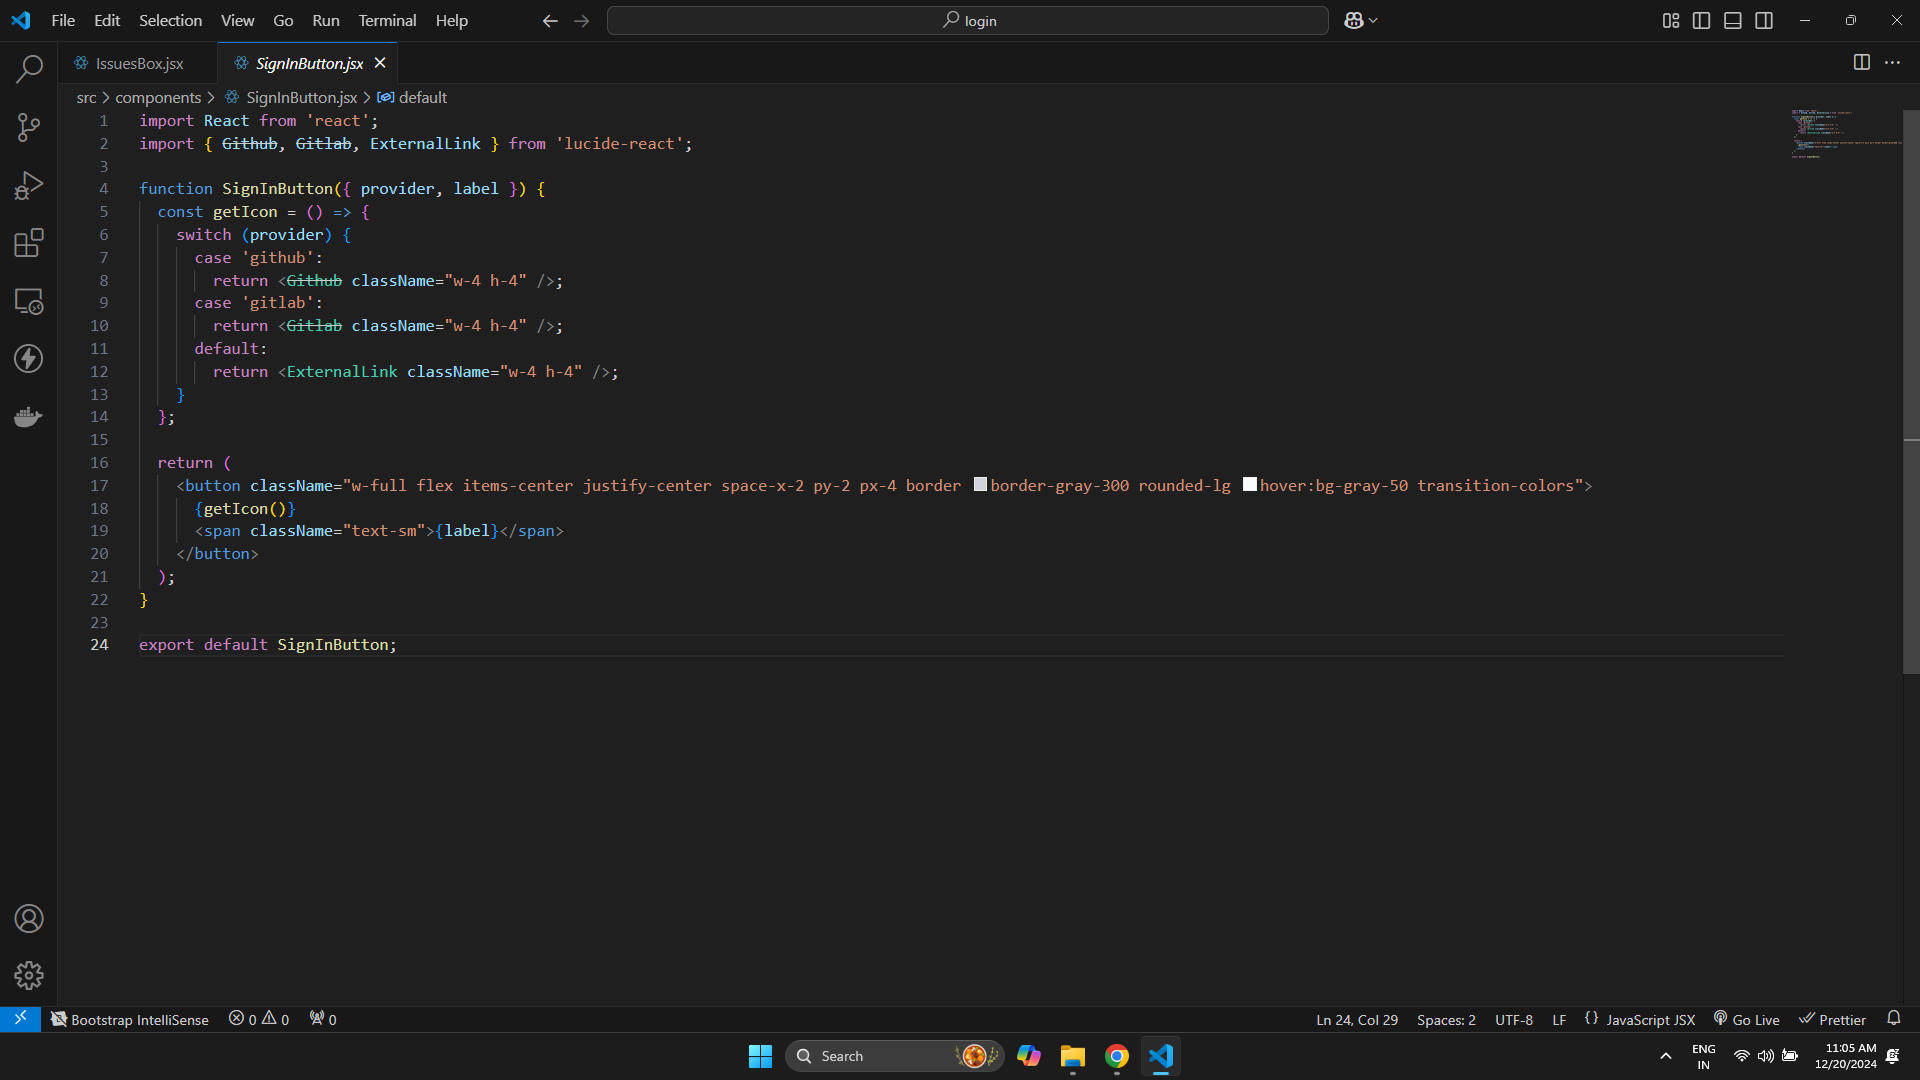 File Edit Selection View Go Run Terminal Help login
IssuesBox.jsx SignInButton.jsx
src > components > SignInButton.jsx > default
1 import React from 'react';
2 import { Github, Gitlab, ExternalLink } from 'lucide-react';
3
4 function SignInButton({ provider, label }) {
5 const getIcon = () => {
6 switch (provider) {
7 case 'github':
8 return <Github className="w-4 h-4" />;
9 case 'gitlab':
10 return <Gitlab className="w-4 h-4" />;
11 default:
12 return <ExternalLink className="w-4 h-4" />;
13 }
14 };
15
16 return (
17 <button className="w-full flex items-center justify-center space-x-2 py-2 px-4 border border-gray-300 rounded-lg hover:bg-gray-50 transition-colors">
18 {getIcon()}
19 <span className="text-sm">{label}</span>
20 </button>
21 );
22 }
23
24 export default SignInButton;
Bootstrap IntelliSense 0 0 0 Ln 24, Col 29 Spaces: 2 UTF-8 LF {} JavaScript JSX Go Live Prettier
Search ENG IN 11:05 AM 12/20/2024